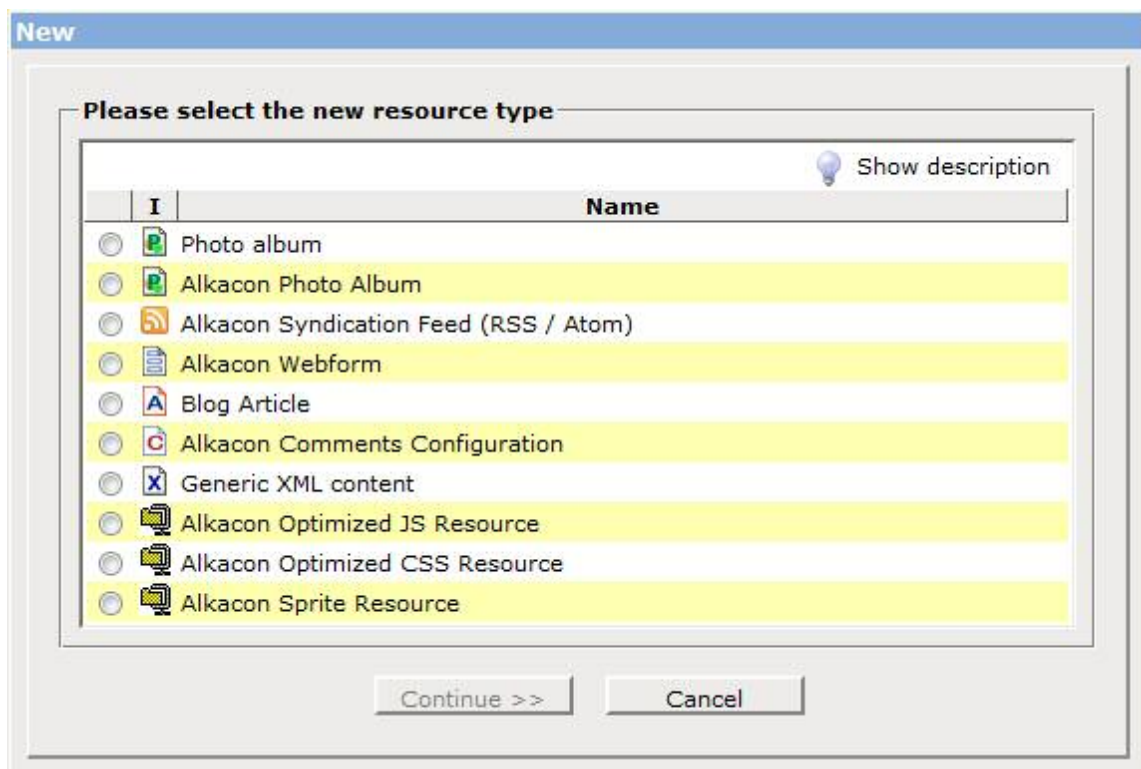 New
Please select the new resource type
Show description
I Name
Photo album
Alkacon Photo Album
Alkacon Syndication Feed (RSS / Atom)
Alkacon Webform
Blog Article
Alkacon Comments Configuration
Generic XML content
Alkacon Optimized JS Resource
Alkacon Optimized CSS Resource
Alkacon Sprite Resource
Continue >> Cancel